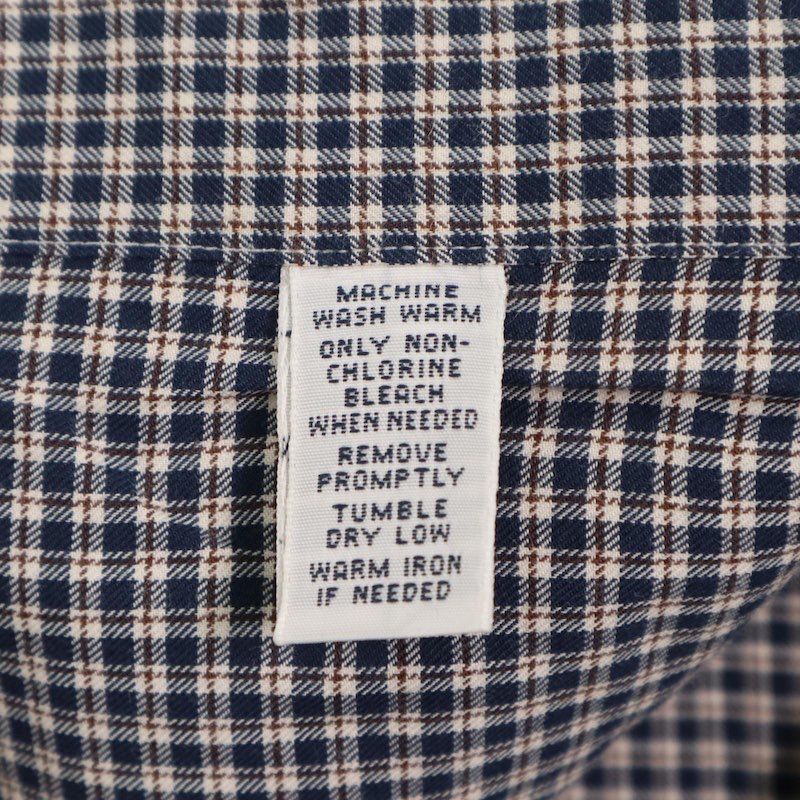 MACHINE
WASH WARM
ONLY NON-
CHLORINE
BLEACH
WHEN NEEDED
REMOVE
PROMPTLY
TUMBLE
DRY LOW
WARM IRON
IF NEEDED